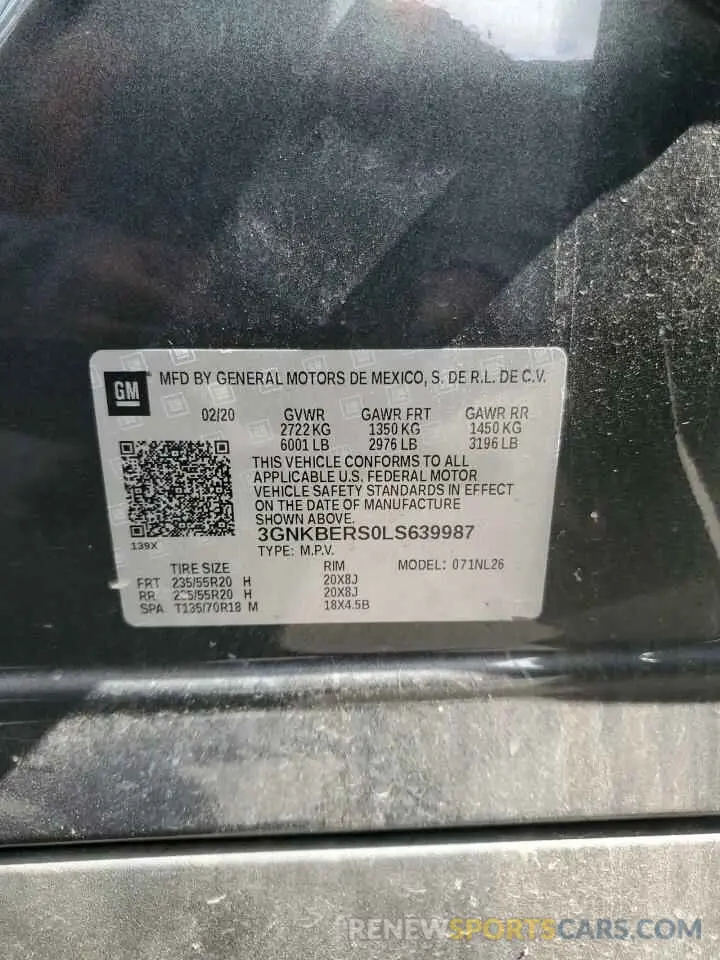 GM MFD BY GENERAL MOTORS DE MEXICO, S. DE R.L. DE C.V.
02/20 GVWR GAWR FRT GAWR RR
2722 KG 1350 KG 1450 KG
6001 LB 2976 LB 3196 LB
THIS VEHICLE CONFORMS TO ALL
APPLICABLE U.S. FEDERAL MOTOR
VEHICLE SAFETY STANDARDS IN EFFECT
ON THE DATE OF MANUFACTURE
SHOWN ABOVE.
3GNKBERS0LS639987
139X TYPE: M.P.V.
TIRE SIZE RIM MODEL: 071NL26
FRT 235/55R20 H 20X8J
RR 235/55R20 H 20X8J
SPA T135/70R18 M 18X4.5B
RENEWSPORTSCARS.COM